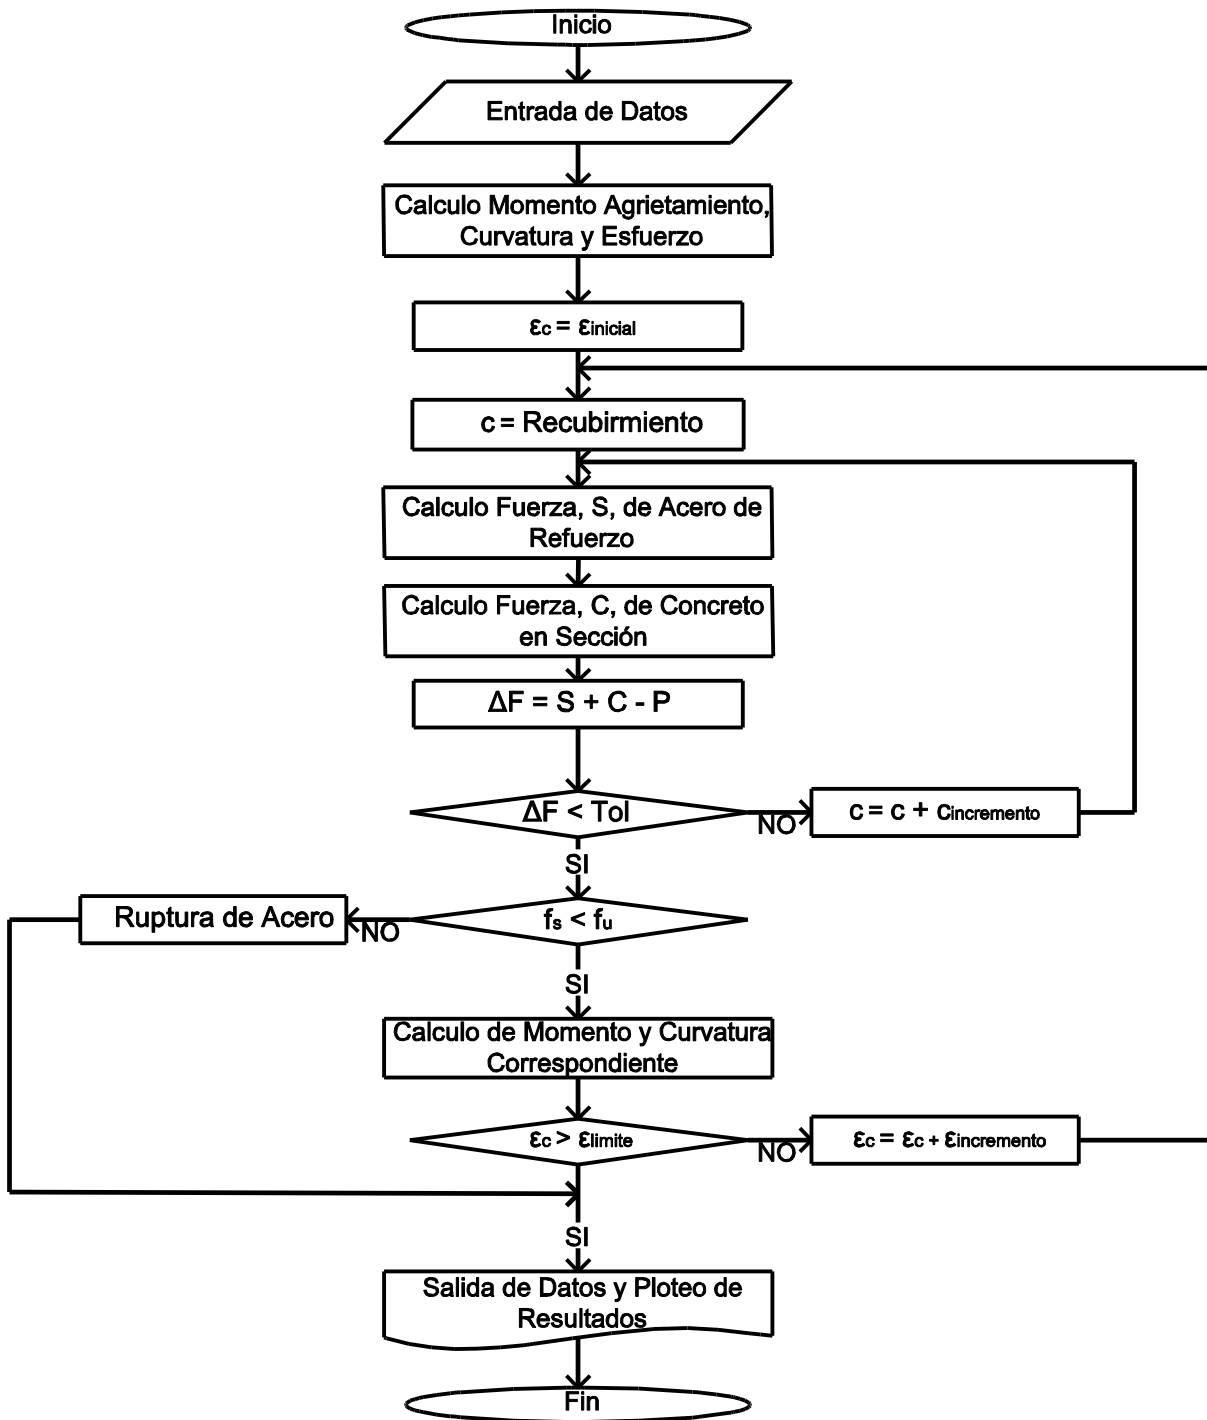 Inicio
Entrada de Datos
Calculo Momento Agrietamiento,
Curvatura y Esfuerzo
εc = εinicial
c = Recubirmiento
Calculo Fuerza, S, de Acero de
Refuerzo
Calculo Fuerza, C, de Concreto
en Sección
ΔF = S + C - P
ΔF < Tol
NO
c = c + cincremento
SI
fs < fu
NO
Ruptura de Acero
SI
Calculo de Momento y Curvatura
Correspondiente
εc > εlimite
NO
εc = εc + εincremento
SI
Salida de Datos y Ploteo de
Resultados
Fin